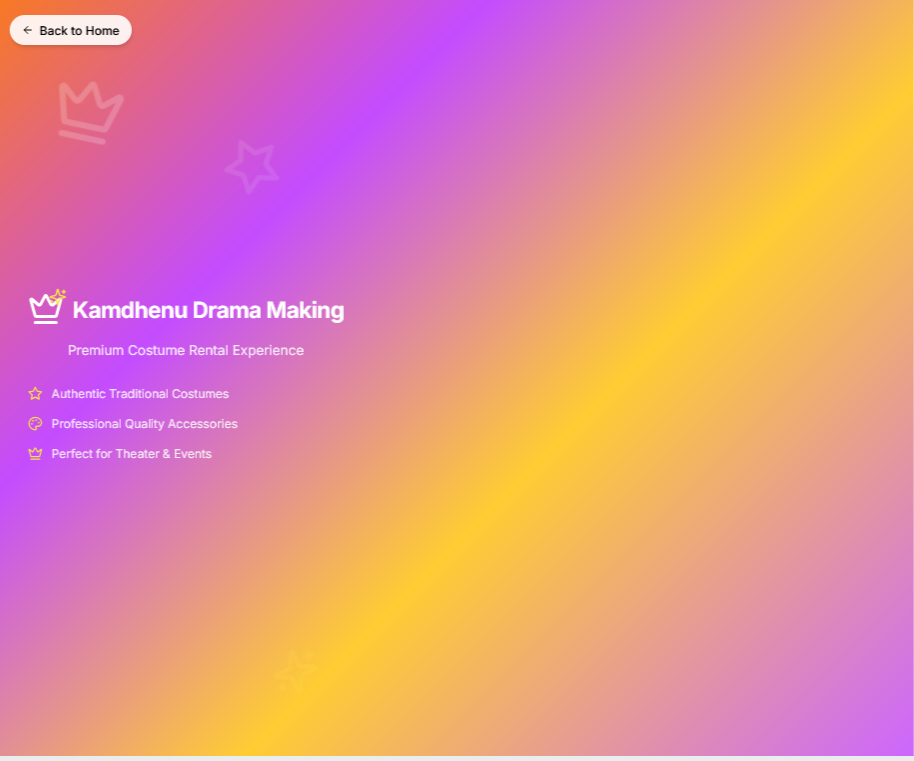 Back to Home
Kamdhenu Drama Making
Premium Costume Rental Experience
Authentic Traditional Costumes
Professional Quality Accessories
Perfect for Theater & Events